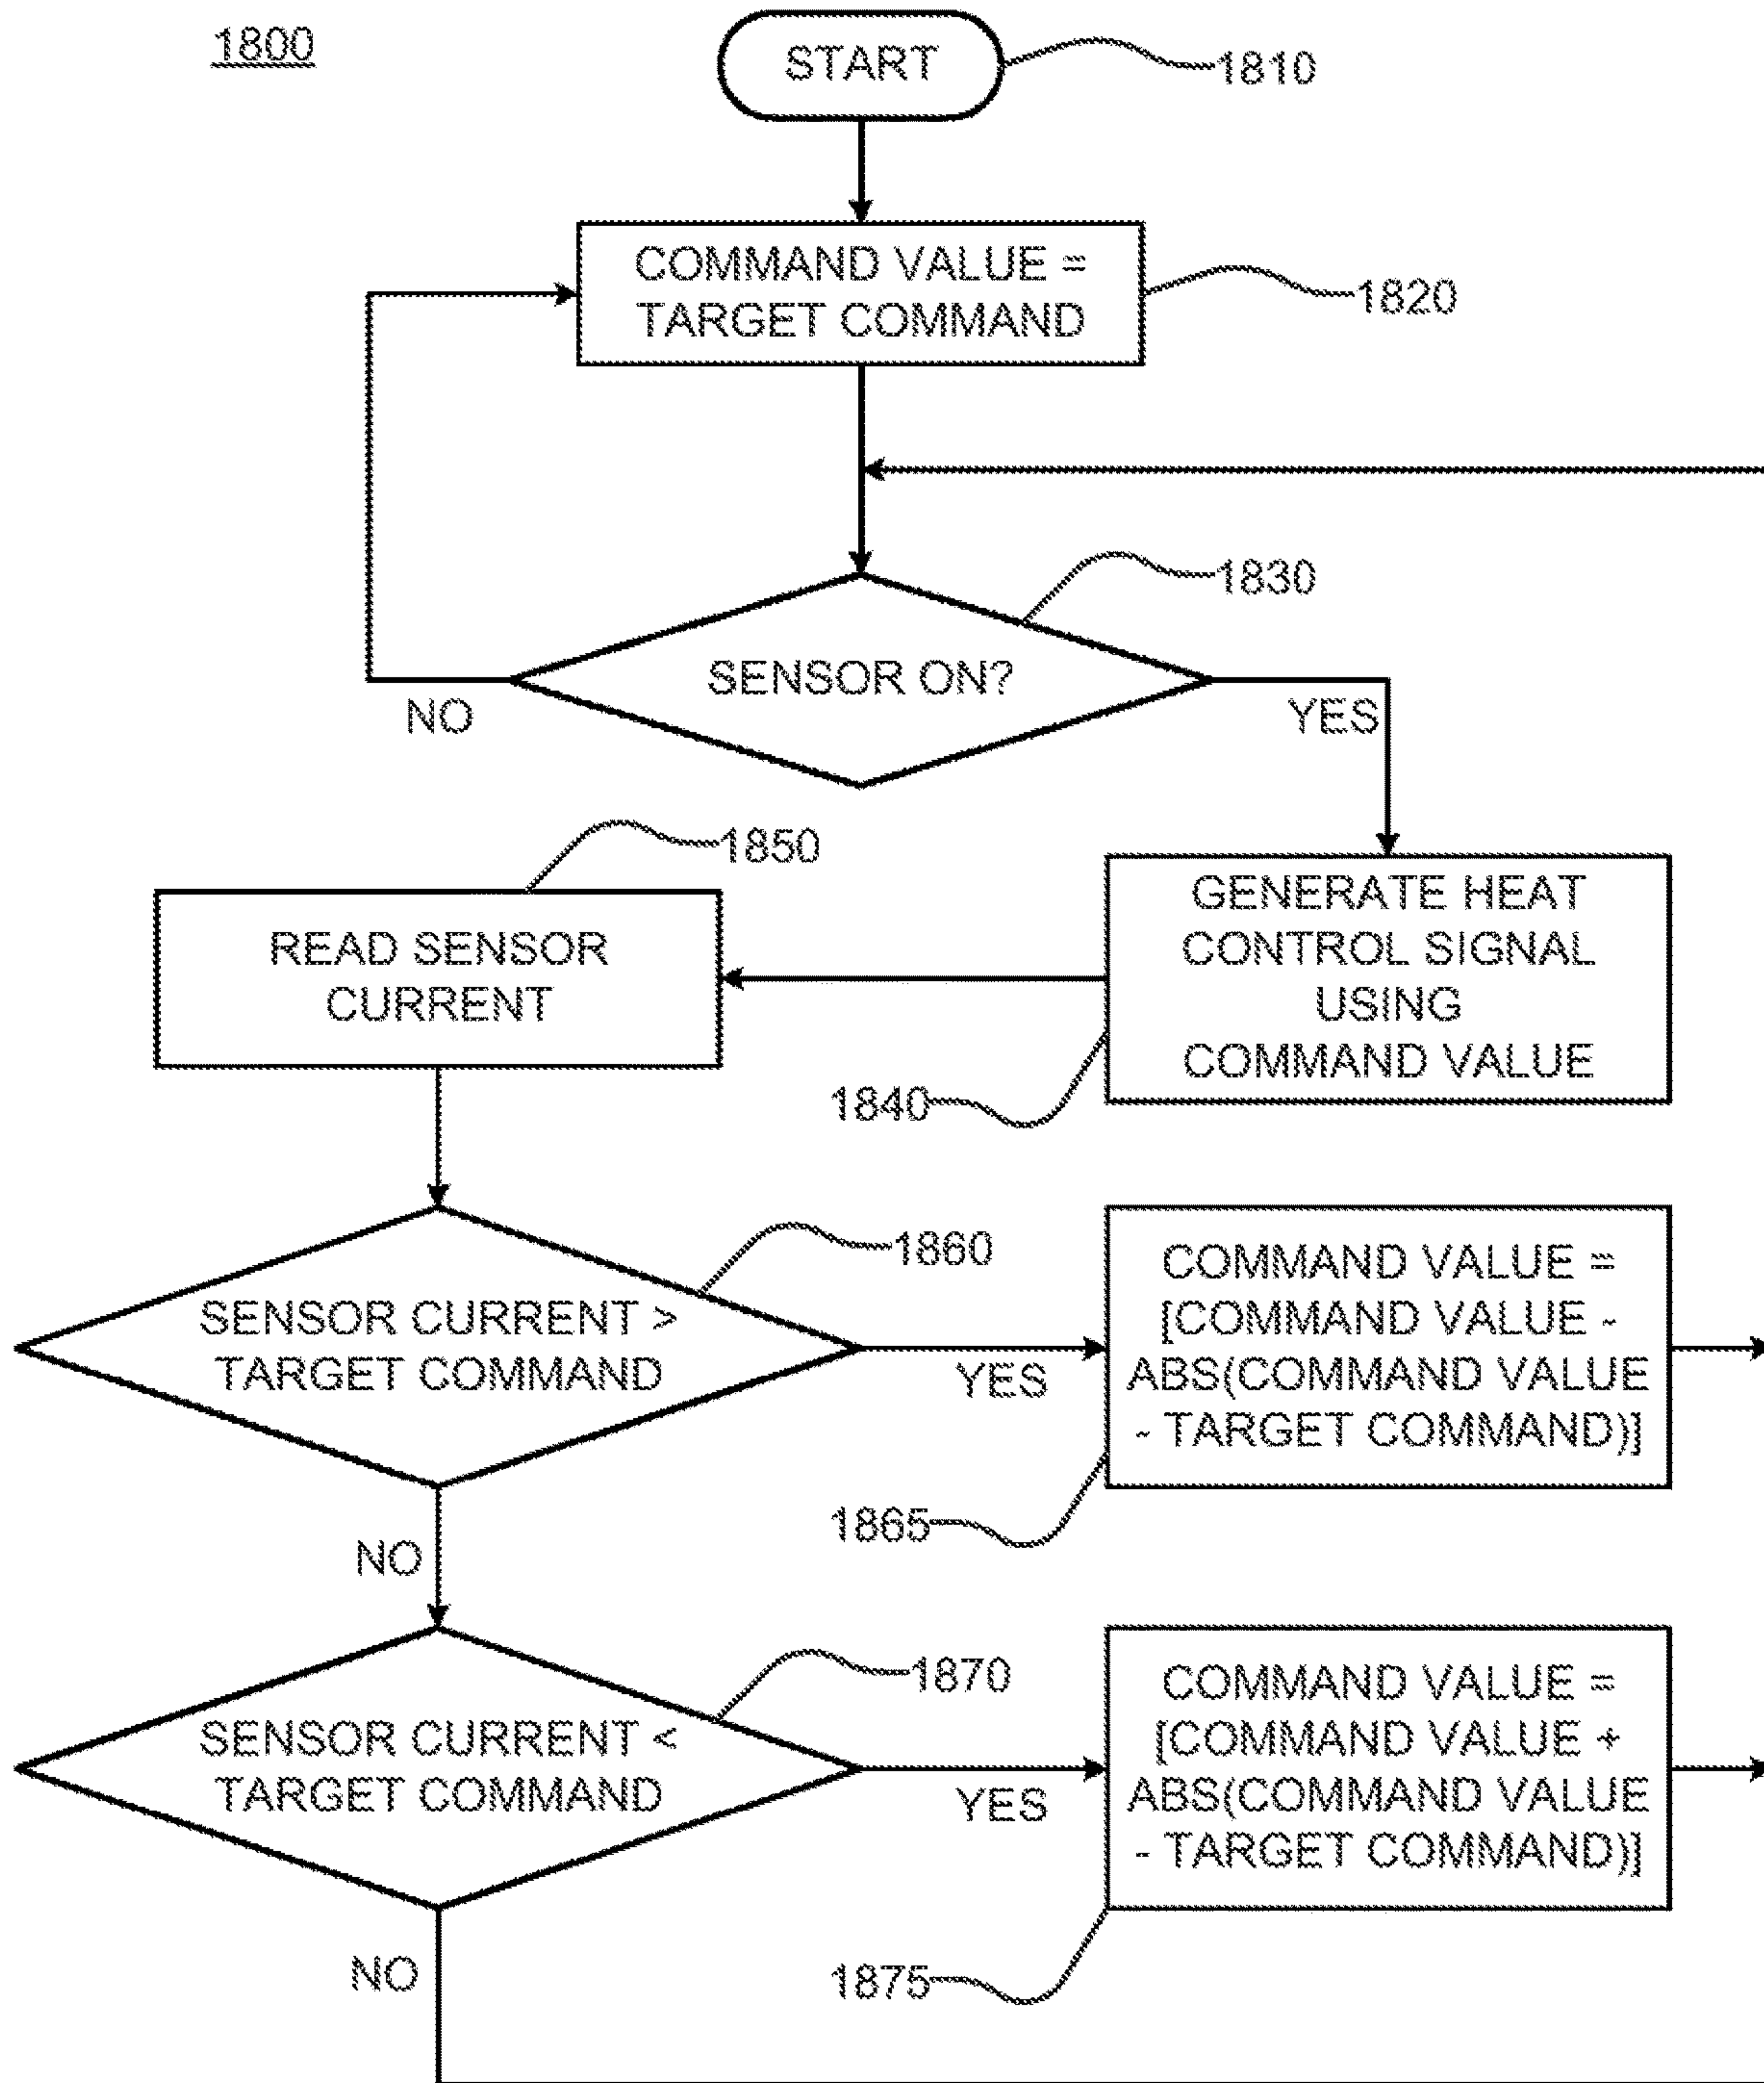 1800
START
1810
COMMAND VALUE =
TARGET COMMAND
1820
1830
SENSOR ON?
NO
YES
1850
READ SENSOR
CURRENT
GENERATE HEAT
CONTROL SIGNAL
USING
COMMAND VALUE
1840
1860
SENSOR CURRENT >
TARGET COMMAND
YES
COMMAND VALUE =
[COMMAND VALUE -
ABS(COMMAND VALUE
- TARGET COMMAND)]
1865
NO
1870
SENSOR CURRENT <
TARGET COMMAND
YES
COMMAND VALUE =
[COMMAND VALUE +
ABS(COMMAND VALUE
- TARGET COMMAND)]
1875
NO